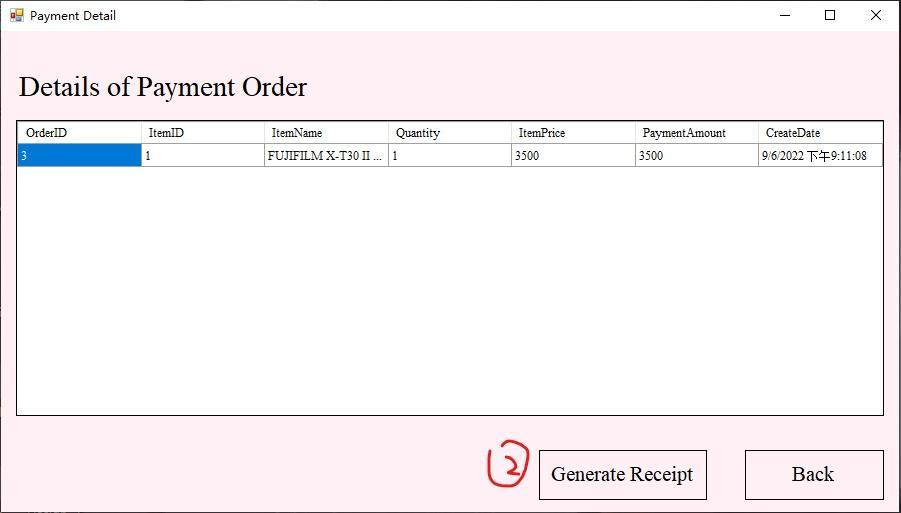 Payment Detail
Details of Payment Order
OrderID ItemID ItemName Quantity ItemPrice PaymentAmount CreateDate
3 1 FUJIFILM X-T30 II ... 1 3500 3500 9/6/2022 下午9:11:08
2 Generate Receipt Back